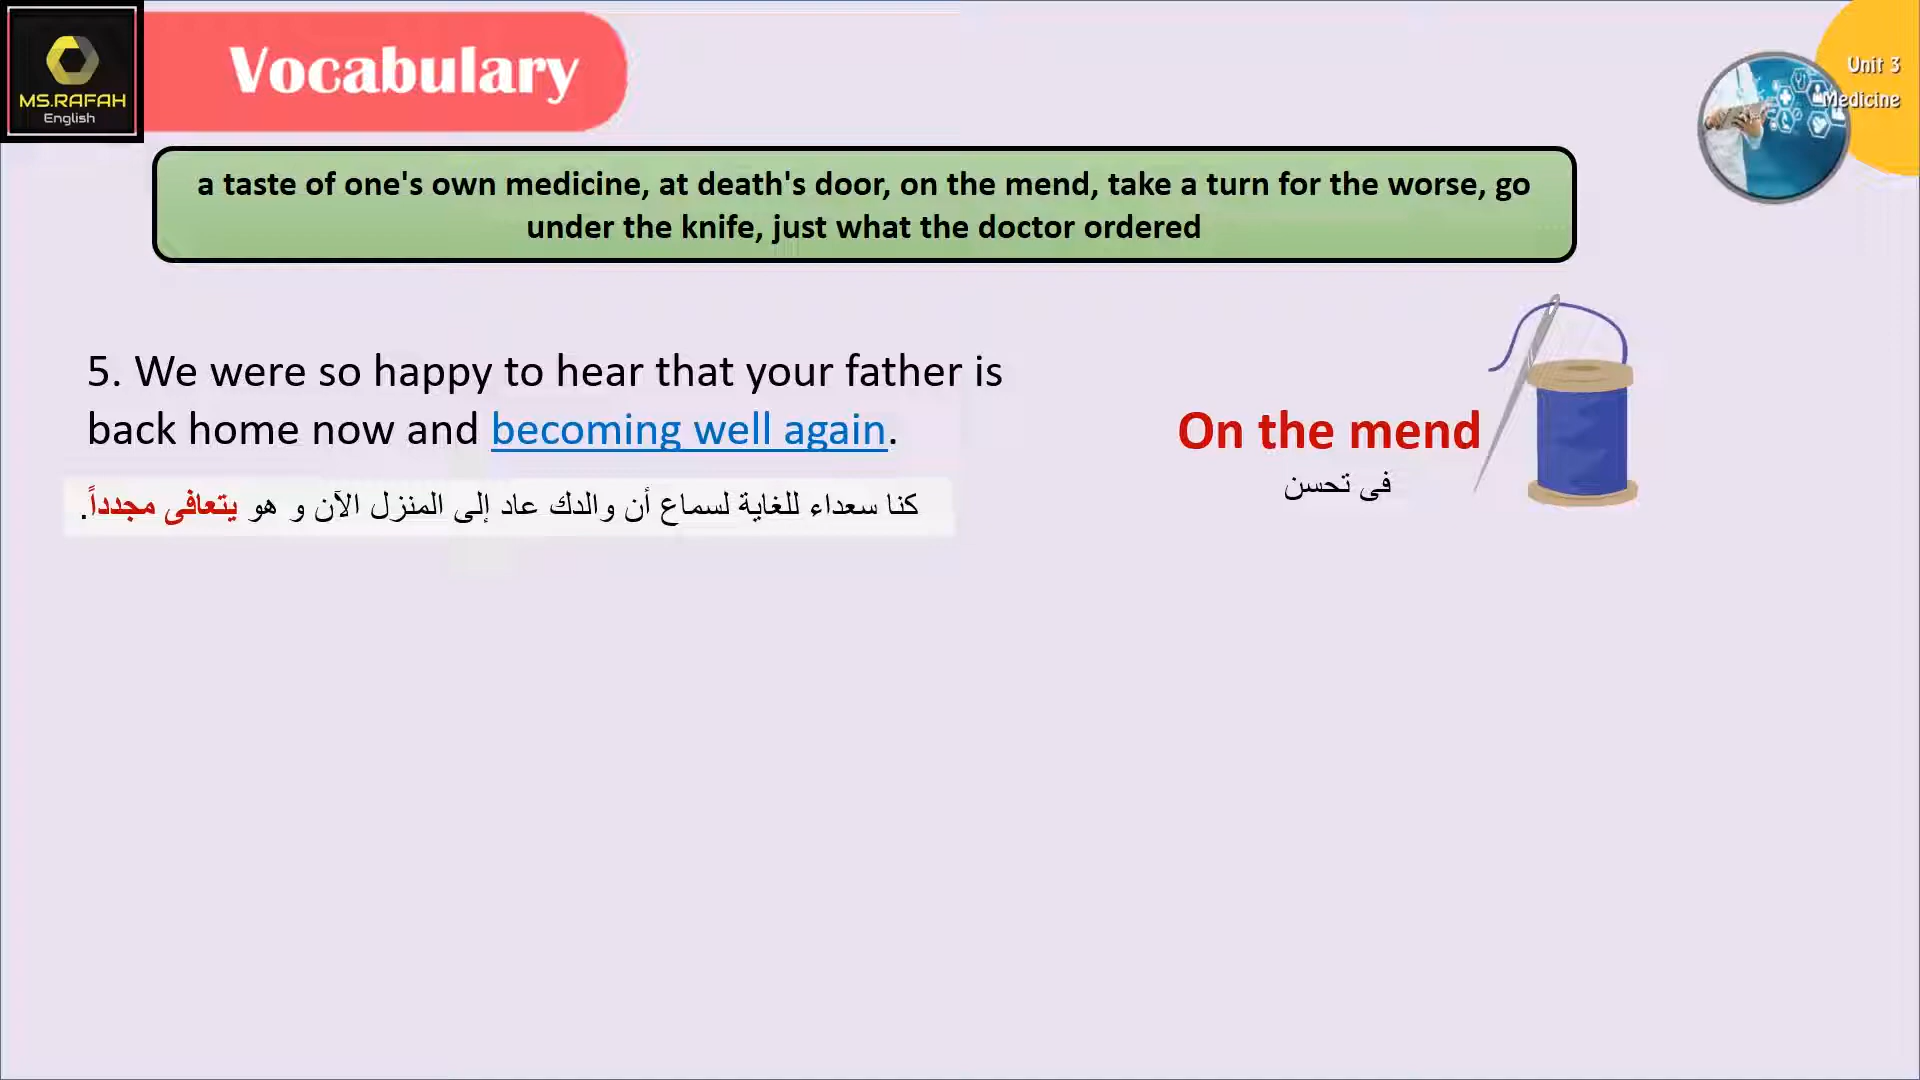 MS.RAFAH
English
Vocabulary
Unit 3
Medicine
a taste of one's own medicine, at death's door, on the mend, take a turn for the worse, go
under the knife, just what the doctor ordered
5. We were so happy to hear that your father is
back home now and becoming well again.
On the mend
في تحسن
كنا سعداء للغاية لسماع أن والدك عاد إلى المنزل الآن و هو يتعافى مجدداً.